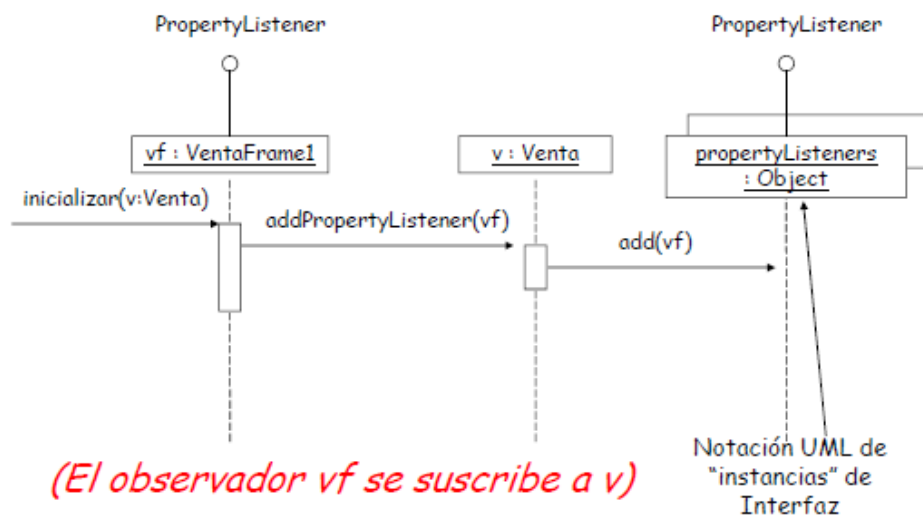 PropertyListener
PropertyListener
vf : VentaFrame1
v : Venta
propertyListeners
: Object
inicializar(v:Venta)
addPropertyListener(vf)
add(vf)
(El observador vf se suscribe a v)
Notación UML de
“instancias” de
Interfaz